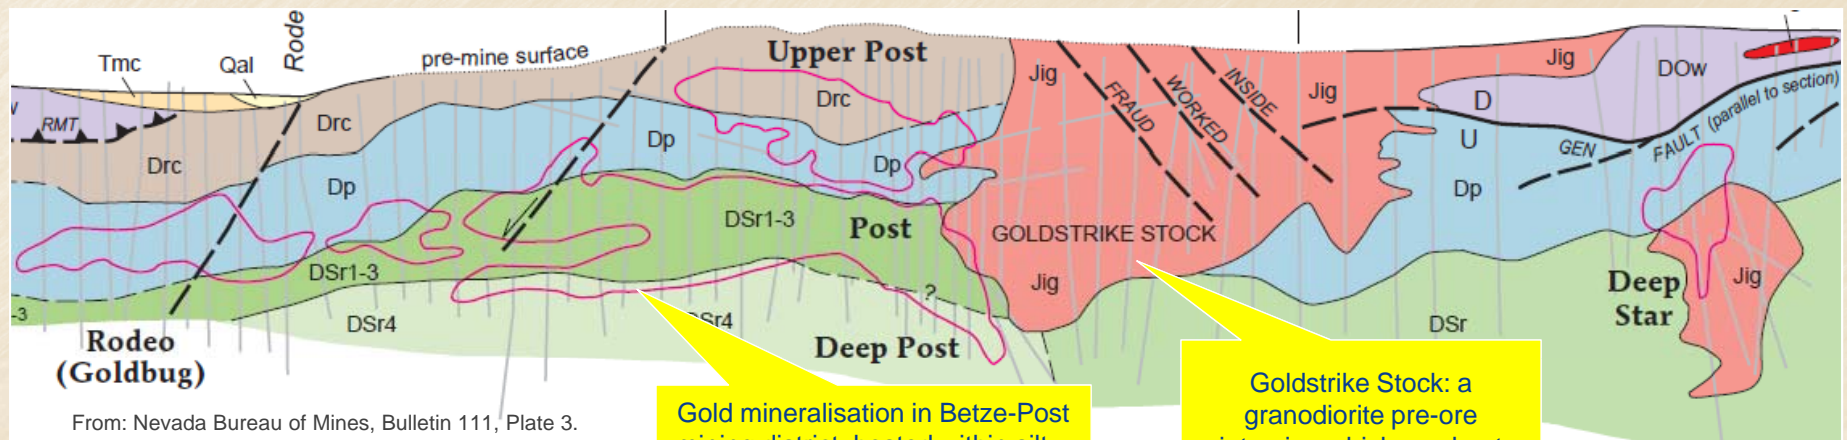 Rode
Tmc
Qal
pre-mine surface
Upper Post
Jig
FRAUD
WORKED
INSIDE
Jig
Jig
DOw
RMT
Drc
Drc
D
U
GEN
FAULT (parallel to section)
Drc
Dp
Dp
Dp
Dp
DSr1-3
Post
GOLDSTRIKE STOCK
DSr1-3
Jig
?
Deep
Star
Jig
-3
DSr4
DSr4
DSr
Rodeo
(Goldbug)
Deep Post
From: Nevada Bureau of Mines, Bulletin 111, Plate 3.
Gold mineralisation in Betze-Post
Goldstrike Stock: a
granodiorite pre-ore